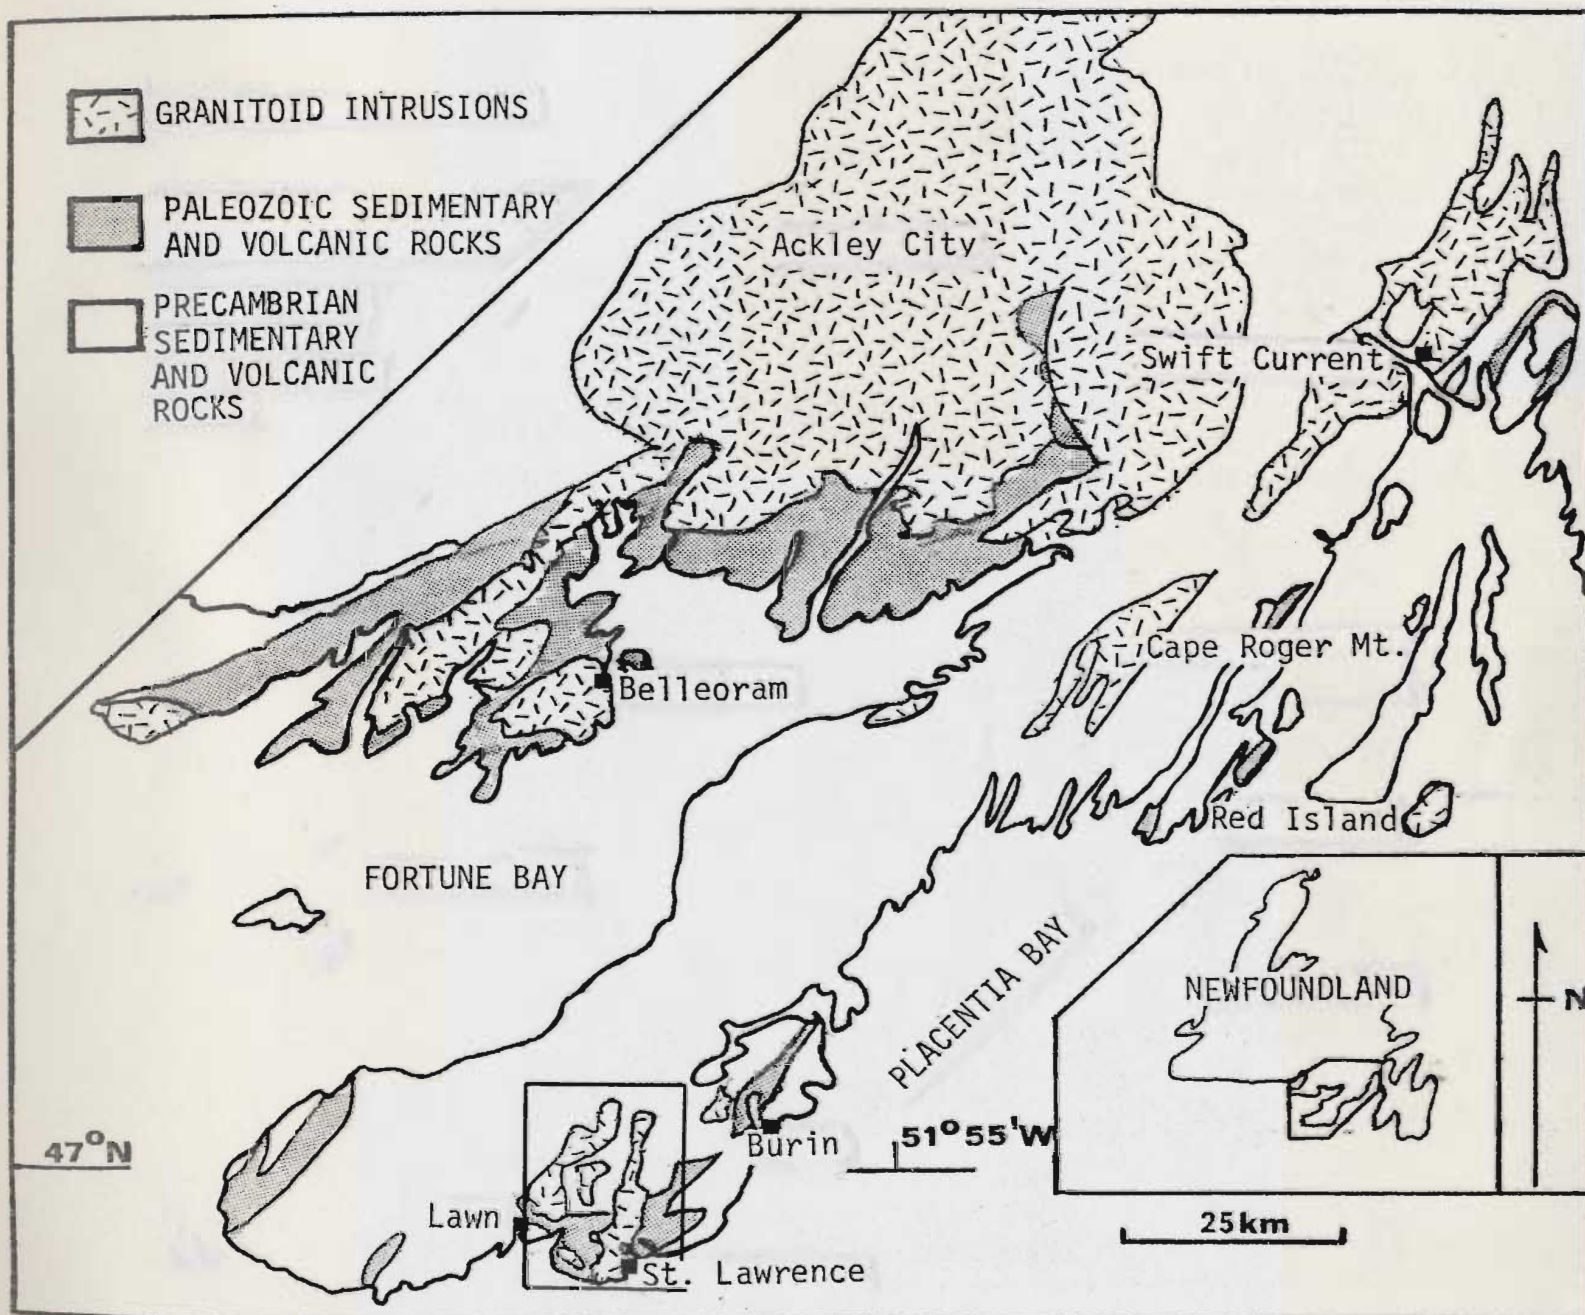 GRANITOID INTRUSIONS
PALEOZOIC SEDIMENTARY
AND VOLCANIC ROCKS
PRECAMBRIAN
SEDIMENTARY
AND VOLCANIC
ROCKS
Ackley City
Swift Current
Cape Roger Mt.
Belleoram
Red Island
FORTUNE BAY
PLACENTIA BAY
NEWFOUNDLAND
N
47°N
51°55'W
Burin
Lawn
St. Lawrence
25km